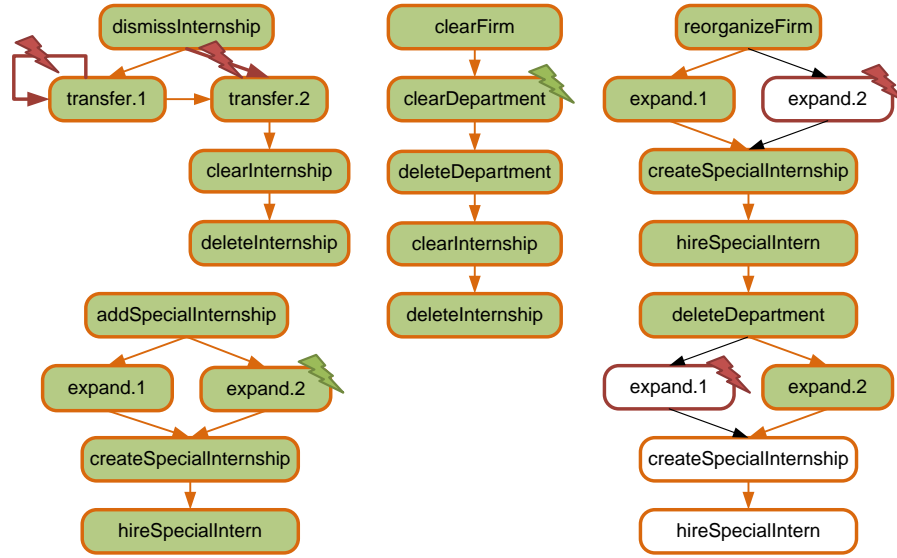 dismissInternship
transfer.1
transfer.2
clearInternship
deleteInternship
clearFirm
clearDepartment
deleteDepartment
clearInternship
deleteInternship
reorganizeFirm
expand.1
expand.2
createSpecialInternship
hireSpecialIntern
deleteDepartment
expand.1
expand.2
createSpecialInternship
hireSpecialIntern
addSpecialInternship
expand.1
expand.2
createSpecialInternship
hireSpecialIntern